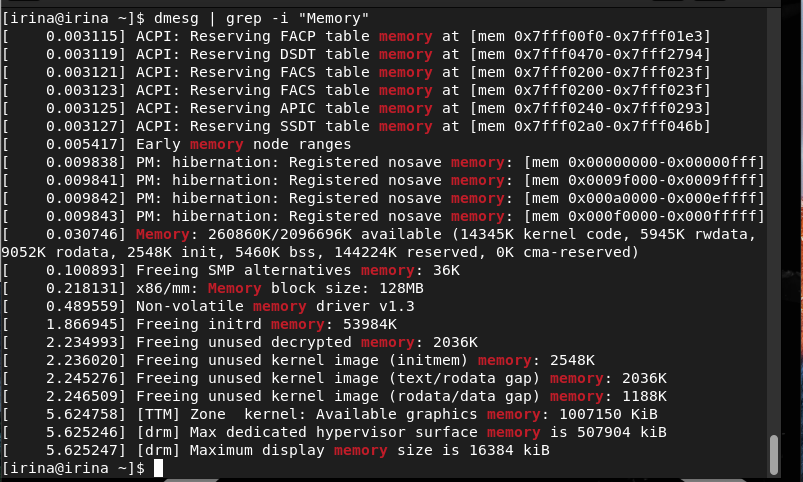 [irina@irina ~]$ dmesg | grep -i "Memory"
[    0.003115] ACPI: Reserving FACP table memory at [mem 0x7fff00f0-0x7fff01e3]
[    0.003119] ACPI: Reserving DSDT table memory at [mem 0x7fff0470-0x7fff2794]
[    0.003121] ACPI: Reserving FACS table memory at [mem 0x7fff0200-0x7fff023f]
[    0.003123] ACPI: Reserving FACS table memory at [mem 0x7fff0200-0x7fff023f]
[    0.003125] ACPI: Reserving APIC table memory at [mem 0x7fff0240-0x7fff0293]
[    0.003127] ACPI: Reserving SSDT table memory at [mem 0x7fff02a0-0x7fff046b]
[    0.005417] Early memory node ranges
[    0.009838] PM: hibernation: Registered nosave memory: [mem 0x00000000-0x00000fff]
[    0.009841] PM: hibernation: Registered nosave memory: [mem 0x0009f000-0x0009ffff]
[    0.009842] PM: hibernation: Registered nosave memory: [mem 0x000a0000-0x000effff]
[    0.009843] PM: hibernation: Registered nosave memory: [mem 0x000f0000-0x000fffff]
[    0.030746] Memory: 260860K/2096696K available (14345K kernel code, 5945K rwdata,
9052K rodata, 2548K init, 5460K bss, 144224K reserved, 0K cma-reserved)
[    0.100893] Freeing SMP alternatives memory: 36K
[    0.218131] x86/mm: Memory block size: 128MB
[    0.489559] Non-volatile memory driver v1.3
[    1.866945] Freeing initrd memory: 53984K
[    2.234993] Freeing unused decrypted memory: 2036K
[    2.236020] Freeing unused kernel image (initmem) memory: 2548K
[    2.245276] Freeing unused kernel image (text/rodata gap) memory: 2036K
[    2.246509] Freeing unused kernel image (rodata/data gap) memory: 1188K
[    5.624758] [TTM] Zone  kernel: Available graphics memory: 1007150 KiB
[    5.625246] [drm] Max dedicated hypervisor surface memory is 507904 kiB
[    5.625247] [drm] Maximum display memory size is 16384 kiB
[irina@irina ~]$